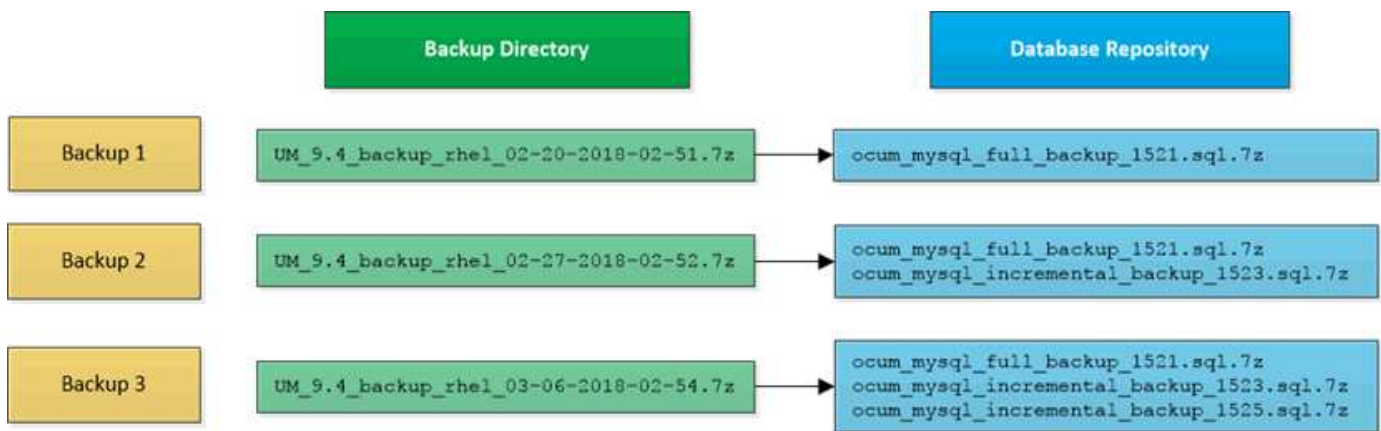 Backup Directory
Database Repository
Backup 1
UM_9.4_backup_rhel_02-20-2018-02-51.7z
ocum_mysql_full_backup_1521.sql.7z
Backup 2
UM_9.4_backup_rhel_02-27-2018-02-52.7z
ocum_mysql_full_backup_1521.sql.7z
ocum_mysql_incremental_backup_1523.sql.7z
Backup 3
UM_9.4_backup_rhel_03-06-2018-02-54.7z
ocum_mysql_full_backup_1521.sql.7z
ocum_mysql_incremental_backup_1523.sql.7z
ocum_mysql_incremental_backup_1525.sql.7z